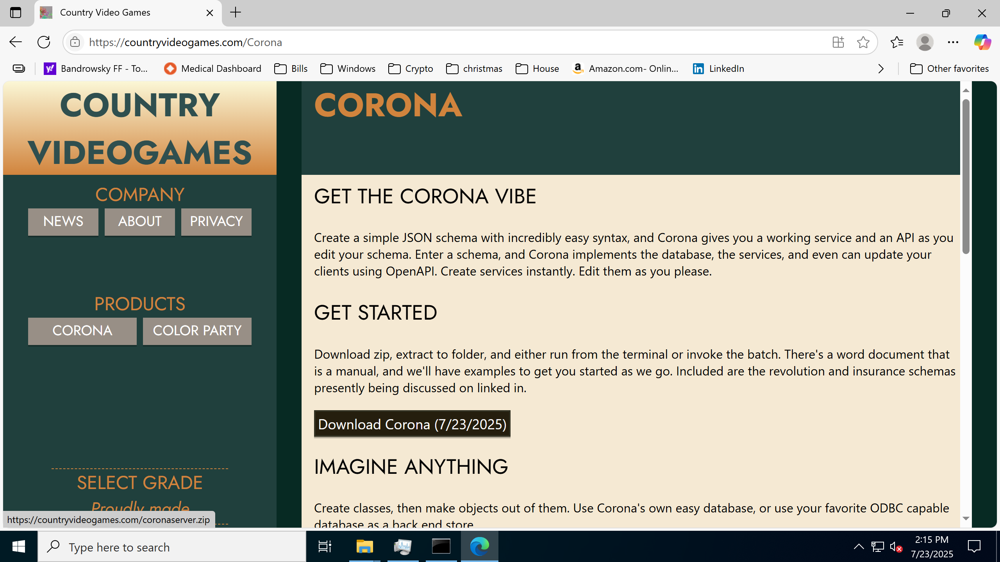 Country Video Games
https://countryvideogames.com/Corona
Bandrowsky FF - To...
Medical Dashboard
Bills
Windows
Crypto
christmas
House
Amazon.com- Onlin...
LinkedIn
Other favorites
COUNTRY
VIDEOGAMES
COMPANY
NEWS
ABOUT
PRIVACY
PRODUCTS
CORONA
COLOR PARTY
SELECT GRADE
Proudly made
https://countryvideogames.com/coronaserver.zip
CORONA
GET THE CORONA VIBE
Create a simple JSON schema with incredibly easy syntax, and Corona gives you a working service and an API as you
edit your schema. Enter a schema, and Corona implements the database, the services, and even can update your
clients using OpenAPI. Create services instantly. Edit them as you please.
GET STARTED
Download zip, extract to folder, and either run from the terminal or invoke the batch. There's a word document that
is a manual, and we'll have examples to get you started as we go. Included are the revolution and insurance schemas
presently being discussed on linked in.
Download Corona (7/23/2025)
IMAGINE ANYTHING
Create classes, then make objects out of them. Use Corona's own easy database, or use your favorite ODBC capable
database as a back end store
Type here to search
2:15 PM
7/23/2025